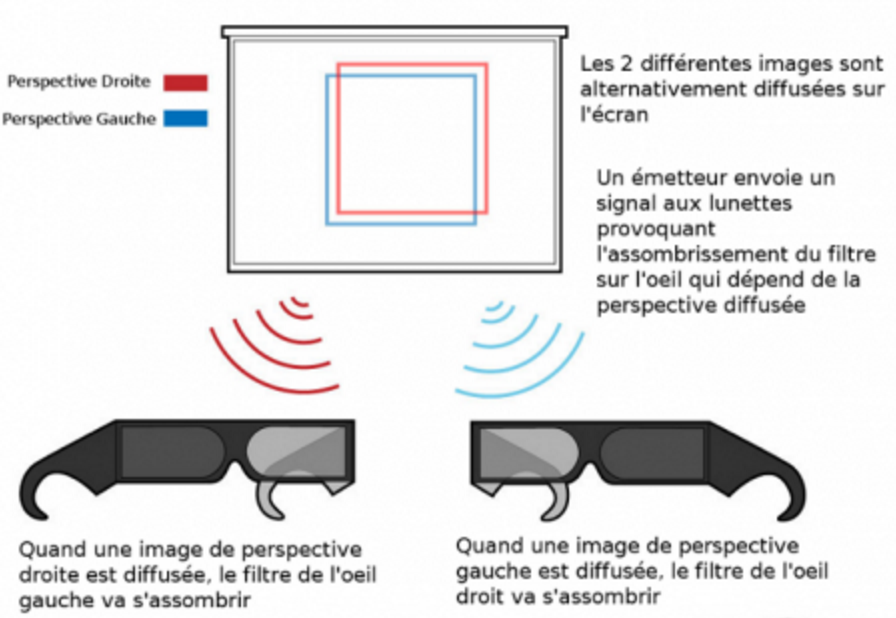 Perspective Droite
Perspective Gauche
Les 2 différentes images sont
alternativement diffusées sur
l'écran
Un émetteur envoie un
signal aux lunettes
provoquant
l'assombrissement du filtre
sur l'oeil qui dépend de la
perspective diffusée
Quand une image de perspective
droite est diffusée, le filtre de l'oeil
gauche va s'assombrir
Quand une image de perspective
gauche est diffusée, le filtre de l'oeil
droit va s'assombrir